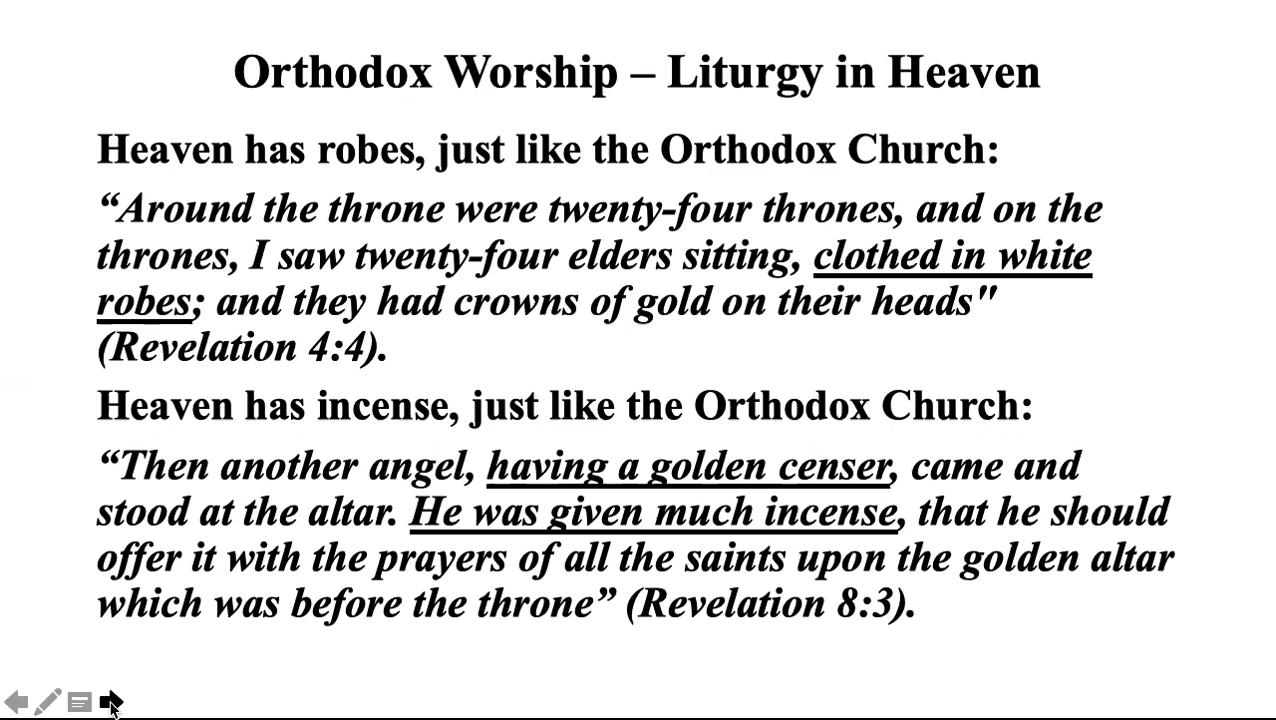 Orthodox Worship – Liturgy in Heaven
Heaven has robes, just like the Orthodox Church:
“Around the throne were twenty-four thrones, and on the
thrones, I saw twenty-four elders sitting, clothed in white
robes; and they had crowns of gold on their heads"
(Revelation 4:4).
Heaven has incense, just like the Orthodox Church:
“Then another angel, having a golden censer, came and
stood at the altar. He was given much incense, that he should
offer it with the prayers of all the saints upon the golden altar
which was before the throne” (Revelation 8:3).